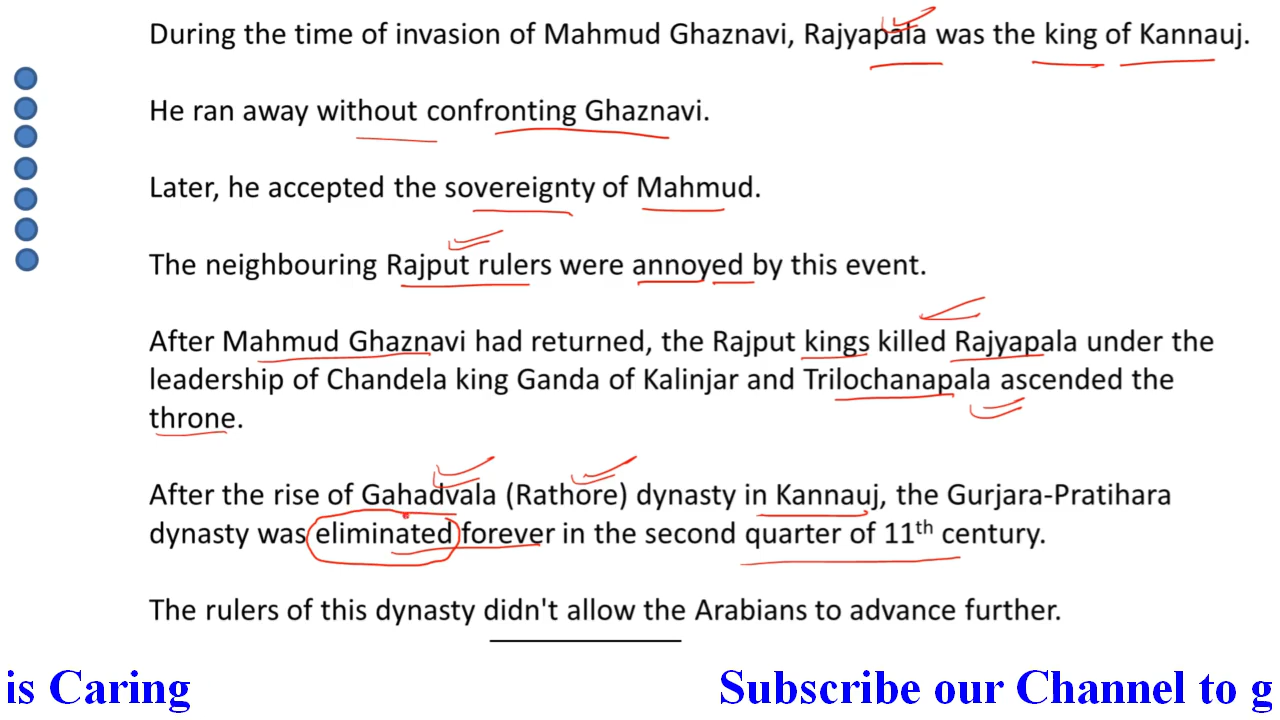 During the time of invasion of Mahmud Ghaznavi, Rajyapala was the king of Kannauj.
He ran away without confronting Ghaznavi.
Later, he accepted the sovereignty of Mahmud.
The neighbouring Rajput rulers were annoyed by this event.
After Mahmud Ghaznavi had returned, the Rajput kings killed Rajyapala under the
leadership of Chandela king Ganda of Kalinjar and Trilochanapala ascended the
throne.
After the rise of Gahadvala (Rathore) dynasty in Kannauj, the Gurjara-Pratihara
dynasty was eliminated forever in the second quarter of 11th century.
The rulers of this dynasty didn't allow the Arabians to advance further.
is Caring Subscribe our Channel to g